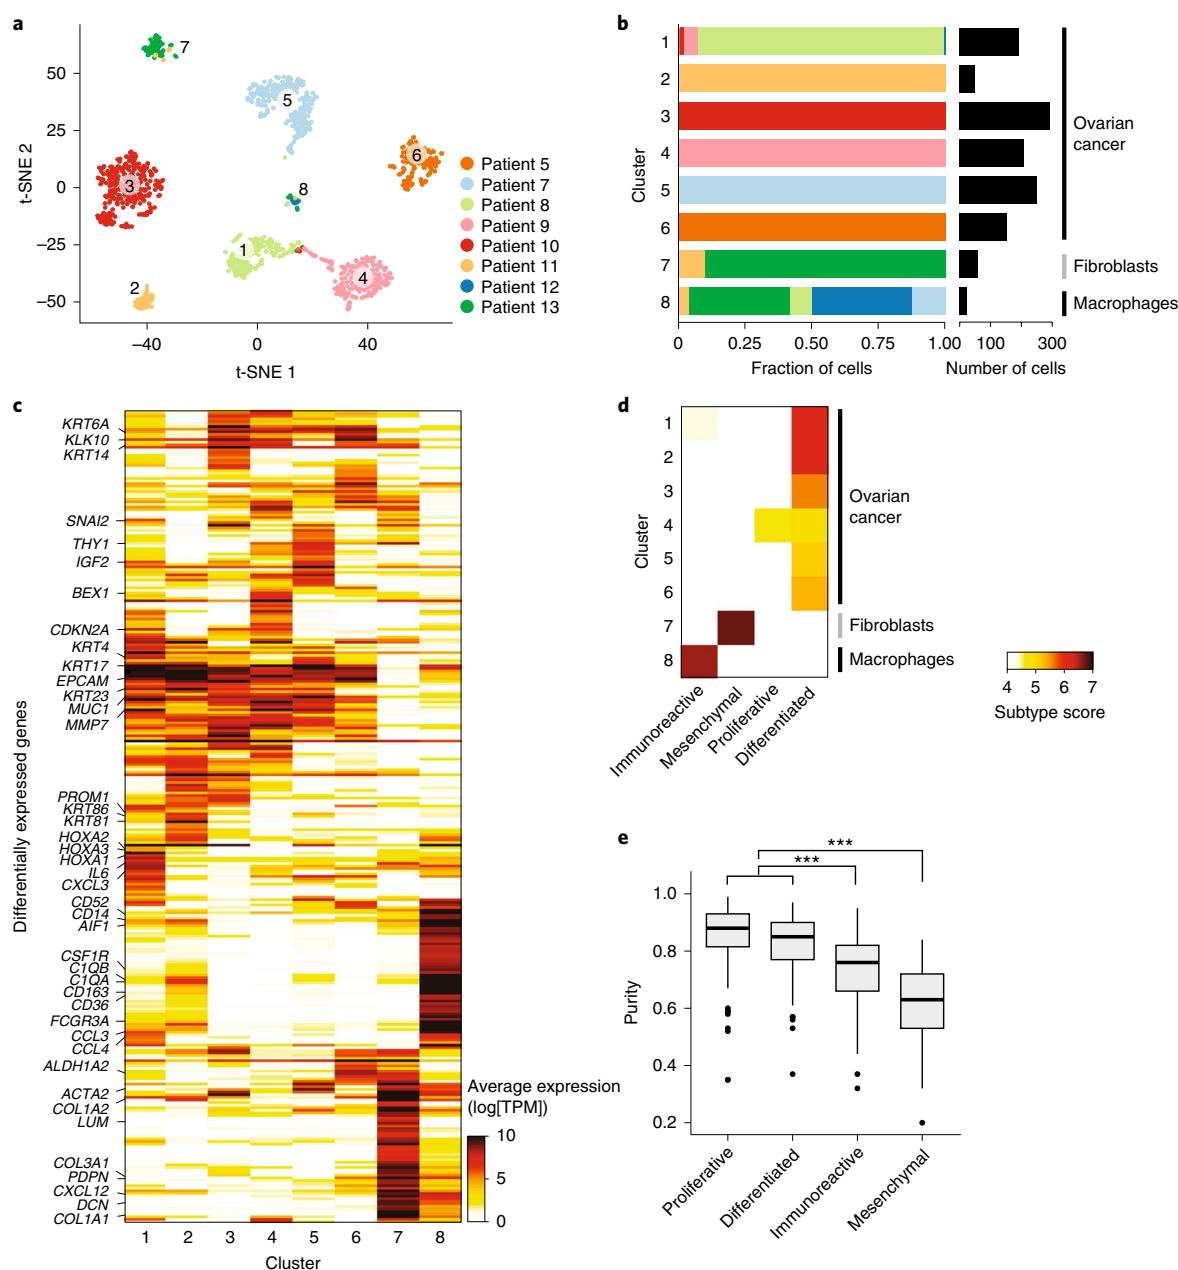 a
t-SNE 2
50
25
0
−25
−50
−40
0
40
t-SNE 1
7
5
6
3
8
1
4
2
Patient 5
Patient 7
Patient 8
Patient 9
Patient 10
Patient 11
Patient 12
Patient 13
b
Cluster
1
2
3
4
5
6
7
8
0
0.25
0.50
0.75
1.00
Fraction of cells
0
100
300
Number of cells
Ovarian
cancer
Fibroblasts
Macrophages
c
Differentially expressed genes
KRT6A
KLK10
KRT14
SNAI2
THY1
IGF2
BEX1
CDKN2A
KRT4
KRT17
EPCAM
KRT23
MUC1
MMP7
PROM1
KRT86
KRT81
HOXA2
HOXA3
HOXA1
IL6
CXCL3
CD52
CD14
AIF1
CSF1R
C1QB
C1QA
CD163
CD36
FCGR3A
CCL3
CCL4
ALDH1A2
ACTA2
COL1A2
LUM
COL3A1
PDPN
CXCL12
DCN
COL1A1
1 2 3 4 5 6 7 8
Cluster
Average expression
(log[TPM])
10
5
0
d
Cluster
1
2
3
4
5
6
7
8
Immunoreactive
Mesenchymal
Proliferative
Differentiated
Ovarian
cancer
Fibroblasts
Macrophages
4 5 6 7
Subtype score
e
Purity
1.0
0.8
0.6
0.4
0.2
***
***
Proliferative
Differentiated
Immunoreactive
Mesenchymal